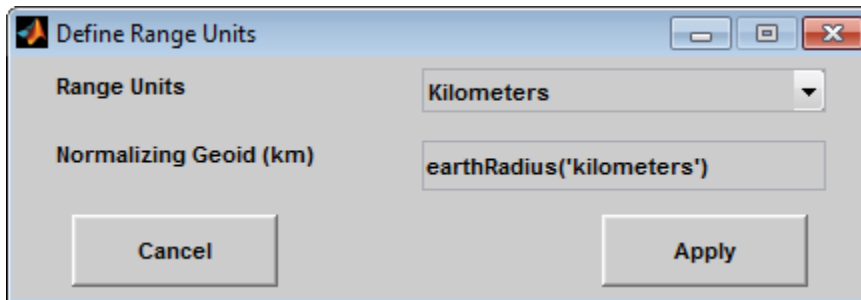 Define Range Units
Range Units
Kilometers
Normalizing Geoid (km)
earthRadius('kilometers')
Cancel
Apply